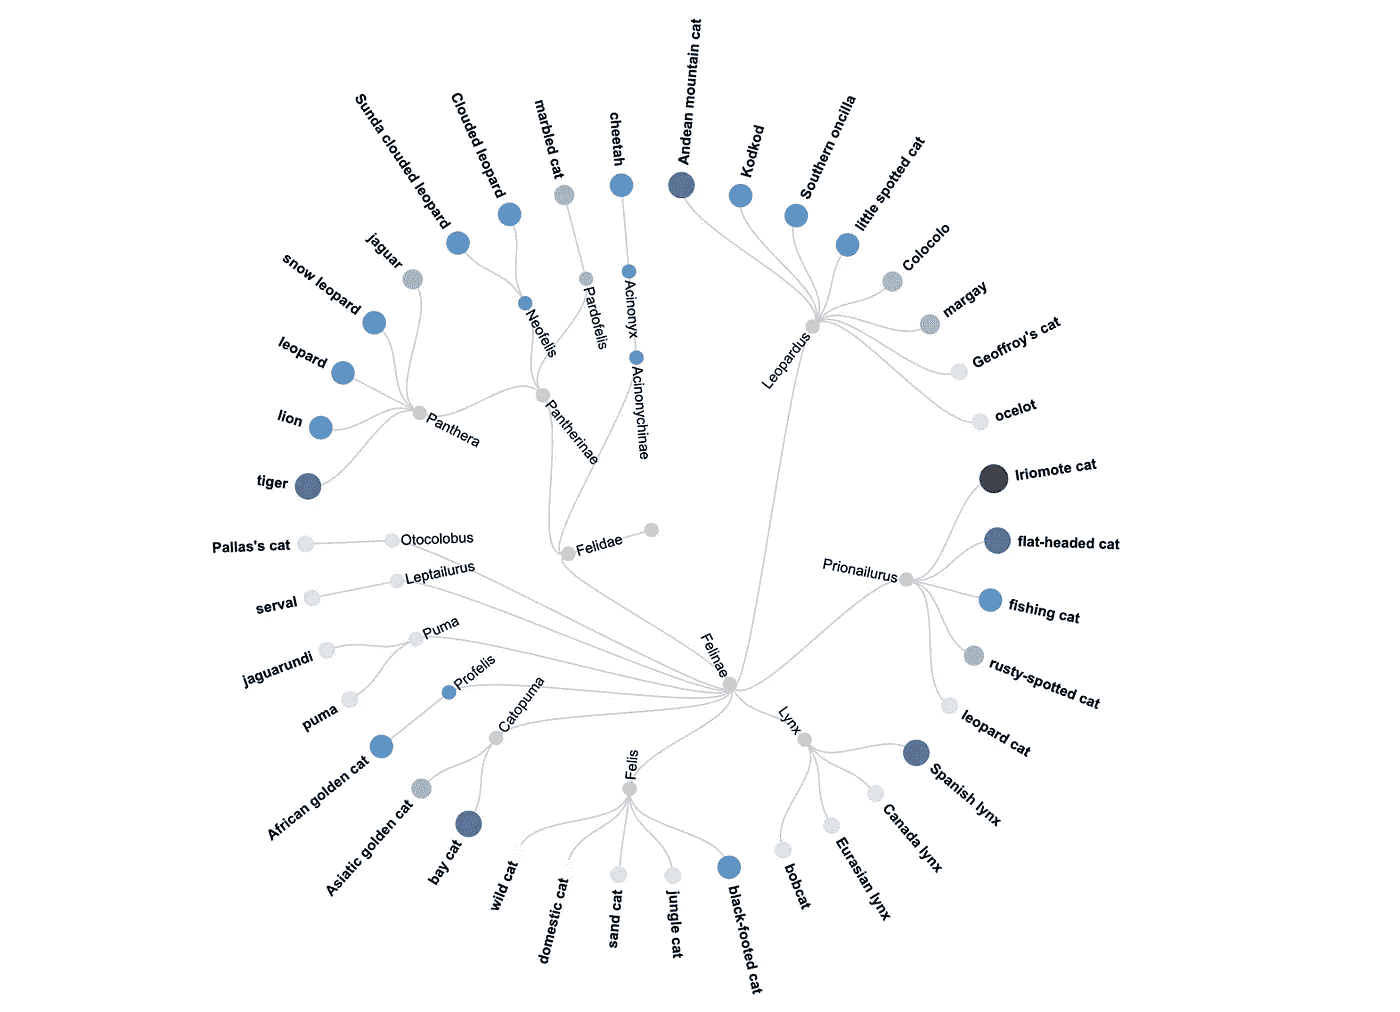 Andean mountain cat
Kodkod
Southern oncilla
little spotted cat
Colocolo
margay
Geoffroy's cat
ocelot
Leopardus
Iriomote cat
flat-headed cat
fishing cat
rusty-spotted cat
leopard cat
Prionailurus
Spanish lynx
Canada lynx
Eurasian lynx
bobcat
Lynx
black-footed cat
jungle cat
sand cat
domestic cat
wild cat
Felis
bay cat
Asiatic golden cat
Catopuma
African golden cat
Profelis
puma
jaguarundi
Puma
serval
Leptailurus
Pallas's cat
Otocolobus
Felinae
Felidae
tiger
lion
leopard
snow leopard
jaguar
Panthera
Sunda clouded leopard
Clouded leopard
Neofelis
marbled cat
Pardofelis
Pantherinae
cheetah
Acinonyx
Acinonychinae